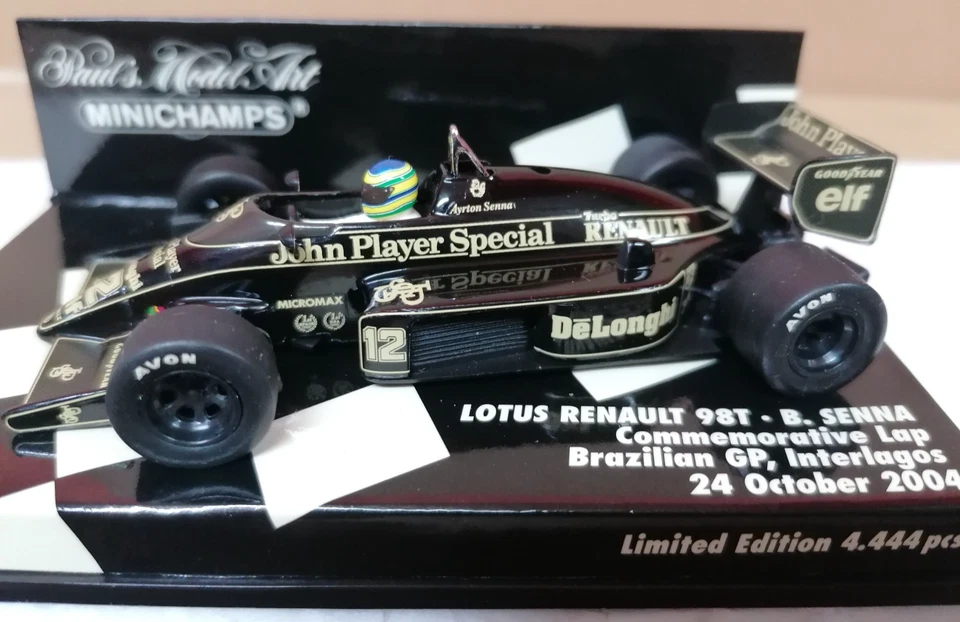 Paul's Model Art
MINICHAMPS®
John Player
GOODYEAR
elf
Ayrton Senna
John Player Special
Turbo
RENAULT
MICROMAX
12
DeLonghi
AVON
AVON
LOTUS RENAULT 98T · B. SENNA
Commemorative Lap
Brazilian GP, Interlagos
24 October 2004
Limited Edition 4.444 pcs